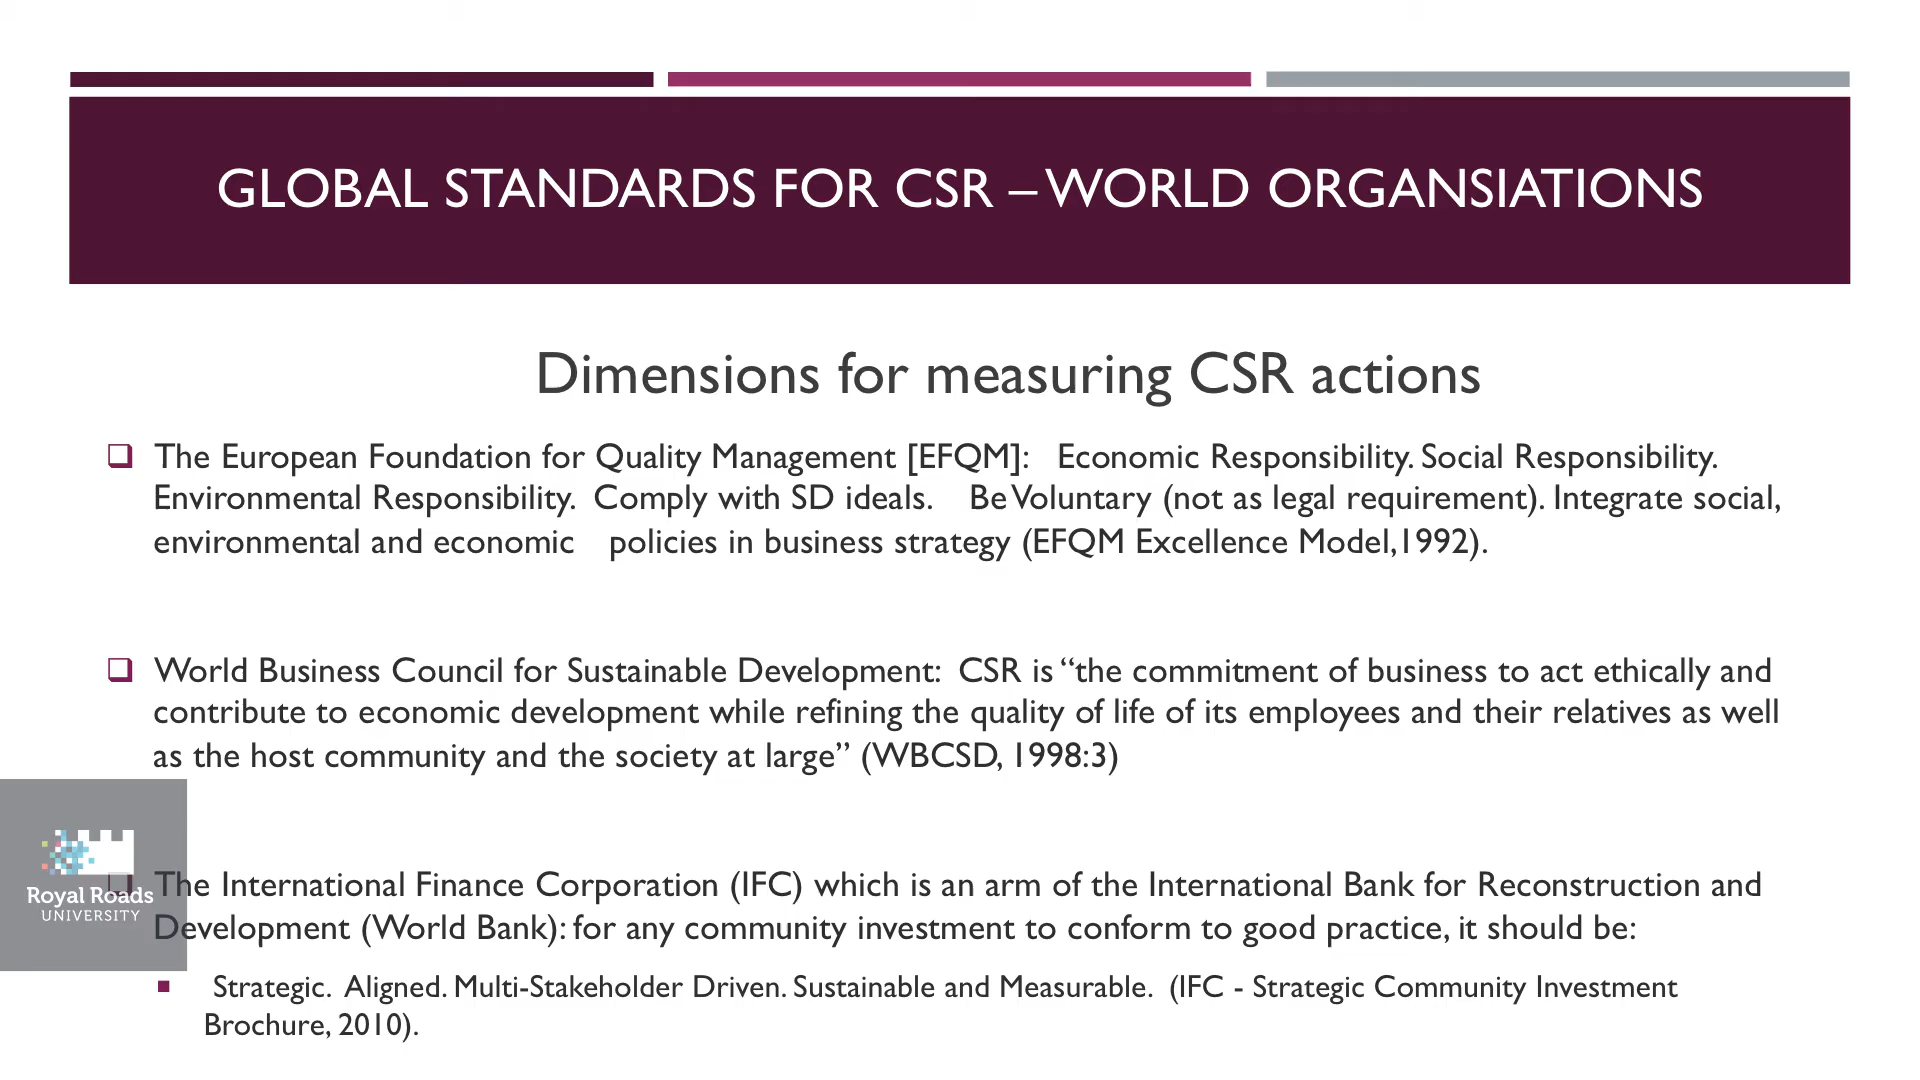 GLOBAL STANDARDS FOR CSR – WORLD ORGANSIATIONS
Dimensions for measuring CSR actions
The European Foundation for Quality Management [EFQM]: Economic Responsibility. Social Responsibility.
Environmental Responsibility. Comply with SD ideals. Be Voluntary (not as legal requirement). Integrate social,
environmental and economic policies in business strategy (EFQM Excellence Model,1992).
World Business Council for Sustainable Development: CSR is “the commitment of business to act ethically and
contribute to economic development while refining the quality of life of its employees and their relatives as well
as the host community and the society at large” (WBCSD, 1998:3)
The International Finance Corporation (IFC) which is an arm of the International Bank for Reconstruction and
Development (World Bank): for any community investment to conform to good practice, it should be:
Strategic. Aligned. Multi-Stakeholder Driven. Sustainable and Measurable. (IFC - Strategic Community Investment
Brochure, 2010).
Royal Roads
UNIVERSITY